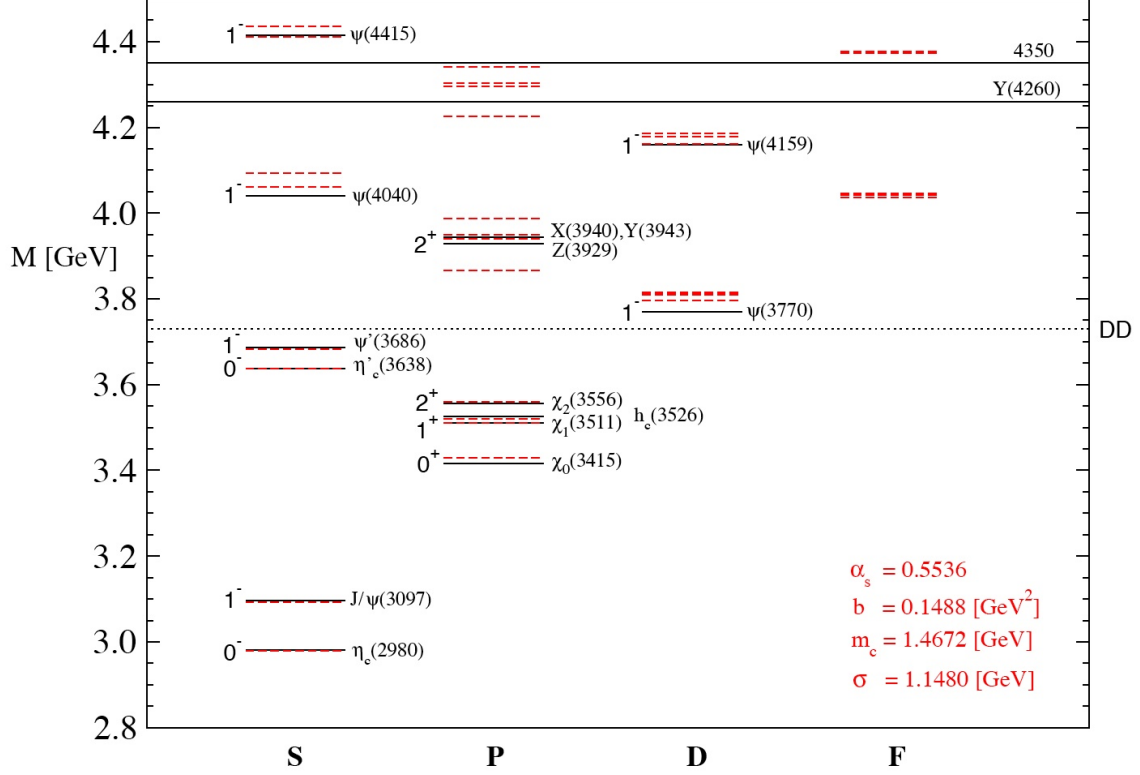 4.4
1⁻ ψ(4415)
4350
Y(4260)
4.2
1⁻ ψ(4159)
1⁻ ψ(4040)
4.0
M [GeV]
2⁺ X(3940),Y(3943)
Z(3929)
3.8
1⁻ ψ(3770)
DD
1⁻ ψ'(3686)
0⁻ η'c(3638)
3.6
2⁺ χ₂(3556)
hc(3526)
1⁺ χ₁(3511)
0⁺ χ₀(3415)
3.4
3.2
1⁻ J/ψ(3097)
3.0
0⁻ ηc(2980)
αs = 0.5536
b = 0.1488 [GeV²]
mc = 1.4672 [GeV]
σ = 1.1480 [GeV]
2.8
S P D F